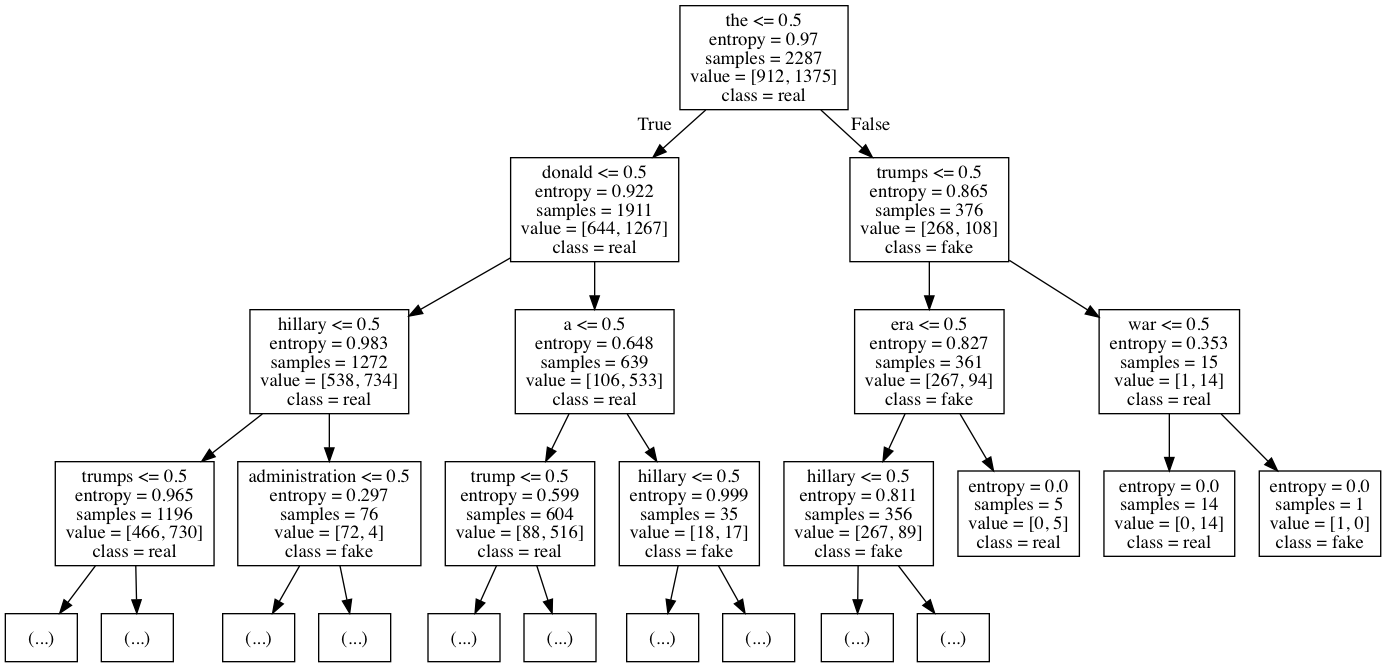 the <= 0.5
entropy = 0.97
samples = 2287
value = [912, 1375]
class = real
True
False
donald <= 0.5
entropy = 0.922
samples = 1911
value = [644, 1267]
class = real
trumps <= 0.5
entropy = 0.865
samples = 376
value = [268, 108]
class = fake
hillary <= 0.5
entropy = 0.983
samples = 1272
value = [538, 734]
class = real
a <= 0.5
entropy = 0.648
samples = 639
value = [106, 533]
class = real
era <= 0.5
entropy = 0.827
samples = 361
value = [267, 94]
class = fake
war <= 0.5
entropy = 0.353
samples = 15
value = [1, 14]
class = real
trumps <= 0.5
entropy = 0.965
samples = 1196
value = [466, 730]
class = real
administration <= 0.5
entropy = 0.297
samples = 76
value = [72, 4]
class = fake
trump <= 0.5
entropy = 0.599
samples = 604
value = [88, 516]
class = real
hillary <= 0.5
entropy = 0.999
samples = 35
value = [18, 17]
class = fake
hillary <= 0.5
entropy = 0.811
samples = 356
value = [267, 89]
class = fake
entropy = 0.0
samples = 5
value = [0, 5]
class = real
entropy = 0.0
samples = 14
value = [0, 14]
class = real
entropy = 0.0
samples = 1
value = [1, 0]
class = fake
(...)
(...)
(...)
(...)
(...)
(...)
(...)
(...)
(...)
(...)